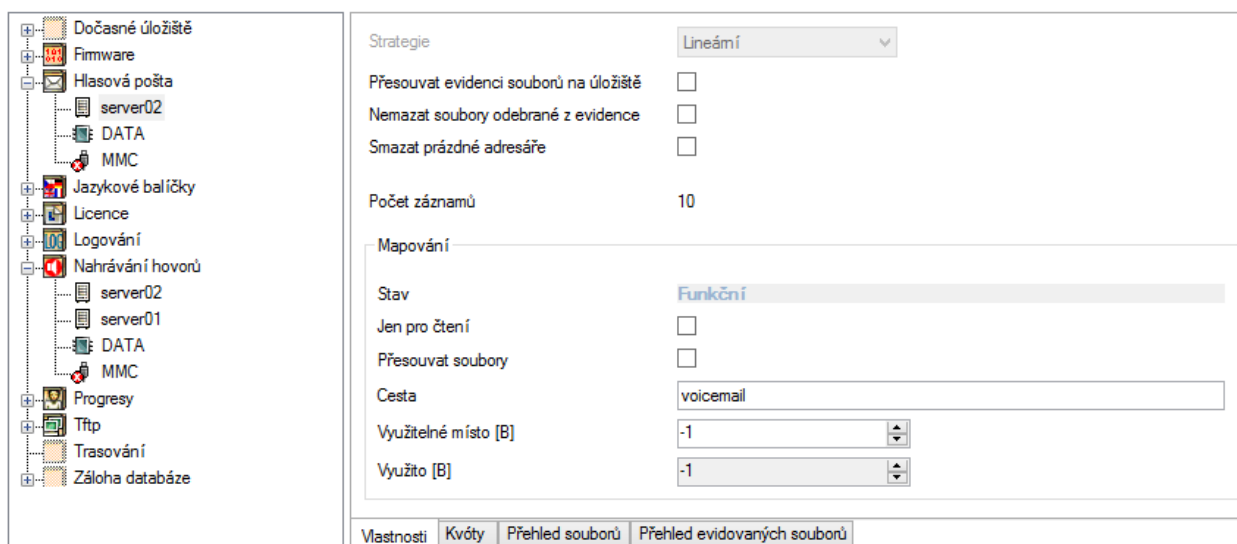 Dočasné úložiště
Firmware
Hlasová pošta
server02
DATA
MMC
Jazykové balíčky
Licence
Logování
Nahrávání hovorů
server02
server01
DATA
MMC
Progresy
Tftp
Trasování
Záloha databáze
Strategie Lineární
Přesouvat evidenci souborů na úložiště
Nemazat soubory odebrané z evidence
Smazat prázdné adresáře
Počet záznamů 10
Mapování
Stav Funkční
Jen pro čtení
Přesouvat soubory
Cesta voicemail
Využitelné místo [B] -1
Využito [B] -1
Vlastnosti Kvóty Přehled souborů Přehled evidovaných souborů